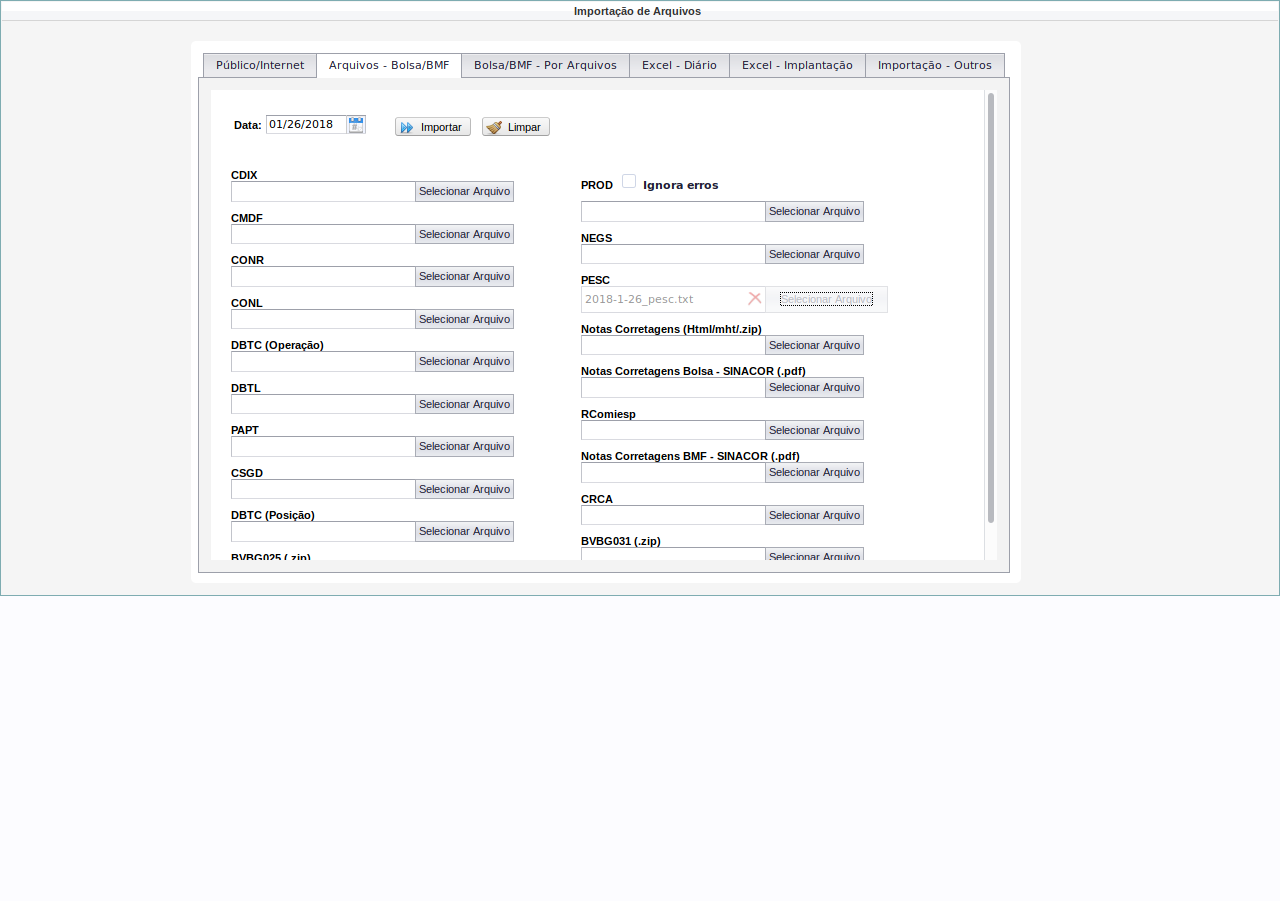 Importação de Arquivos
Público/Internet Arquivos - Bolsa/BMF Bolsa/BMF - Por Arquivos Excel - Diário Excel - Implantação Importação - Outros
Data: 01/26/2018 Importar Limpar
CDIX
Selecionar Arquivo
CMDF
Selecionar Arquivo
CONR
Selecionar Arquivo
CONL
Selecionar Arquivo
DBTC (Operação)
Selecionar Arquivo
DBTL
Selecionar Arquivo
PAPT
Selecionar Arquivo
CSGD
Selecionar Arquivo
DBTC (Posição)
Selecionar Arquivo
BVBG025 (.zip)
PROD Ignora erros
Selecionar Arquivo
NEGS
Selecionar Arquivo
PESC
2018-1-26_pesc.txt Selecionar Arquivo
Notas Corretagens (Html/mht/.zip)
Selecionar Arquivo
Notas Corretagens Bolsa - SINACOR (.pdf)
Selecionar Arquivo
RComiesp
Selecionar Arquivo
Notas Corretagens BMF - SINACOR (.pdf)
Selecionar Arquivo
CRCA
Selecionar Arquivo
BVBG031 (.zip)
Selecionar Arquivo